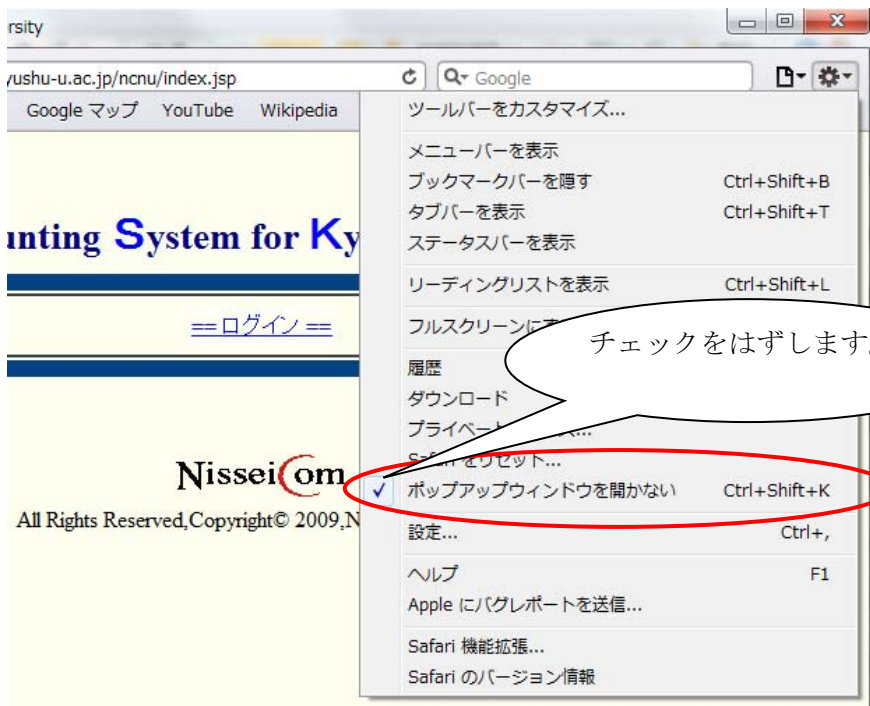 rsity
yushu-u.ac.jp/ncnu/index.jsp
Google
Google マップ YouTube Wikipedia
ツールバーをカスタマイズ...
メニューバーを表示
ブックマークバーを隠す Ctrl+Shift+B
タブバーを表示 Ctrl+Shift+T
ステータスバーを表示
リーディングリストを表示 Ctrl+Shift+L
フルスクリーンに
チェックをはずします。
履歴
ダウンロード
プライベート
Safari をリセット...
ポップアップウィンドウを開かない Ctrl+Shift+K
設定... Ctrl+,
ヘルプ F1
Apple にバグレポートを送信...
Safari 機能拡張...
Safari のバージョン情報
unting System for Ky
== ログイン ==
NisseiCom
All Rights Reserved,Copyright© 2009,N